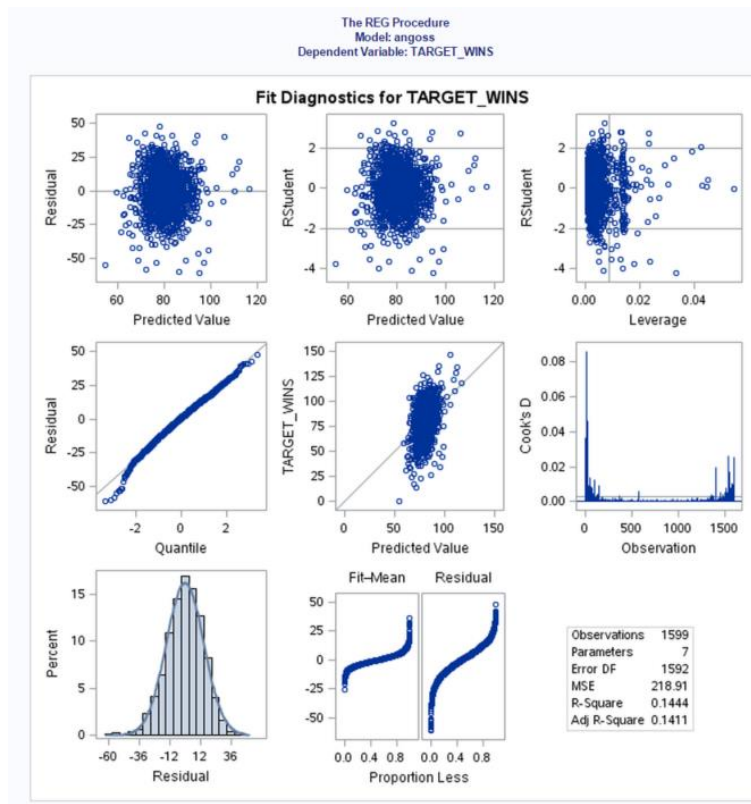 The REG Procedure
Model: angoss
Dependent Variable: TARGET_WINS
Fit Diagnostics for TARGET_WINS
50
25
0
-25
-50
Residual
60 80 100 120
Predicted Value
2
0
-2
-4
RStudent
60 80 100 120
Predicted Value
2
0
-2
-4
RStudent
0.00 0.02 0.04
Leverage
50
25
0
-25
-50
Residual
-2 0 2
Quantile
150
125
100
75
50
25
0
TARGET_WINS
0 50 100 150
Predicted Value
0.08
0.06
0.04
0.02
0.00
Cook's D
0 500 1000 1500
Observation
15
10
5
0
Percent
-60 -36 -12 12 36
Residual
Fit–Mean Residual
50
25
0
-25
-50
0.0 0.4 0.8 0.0 0.4 0.8
Proportion Less
Observations 1599
Parameters 7
Error DF 1592
MSE 218.91
R-Square 0.1444
Adj R-Square 0.1411